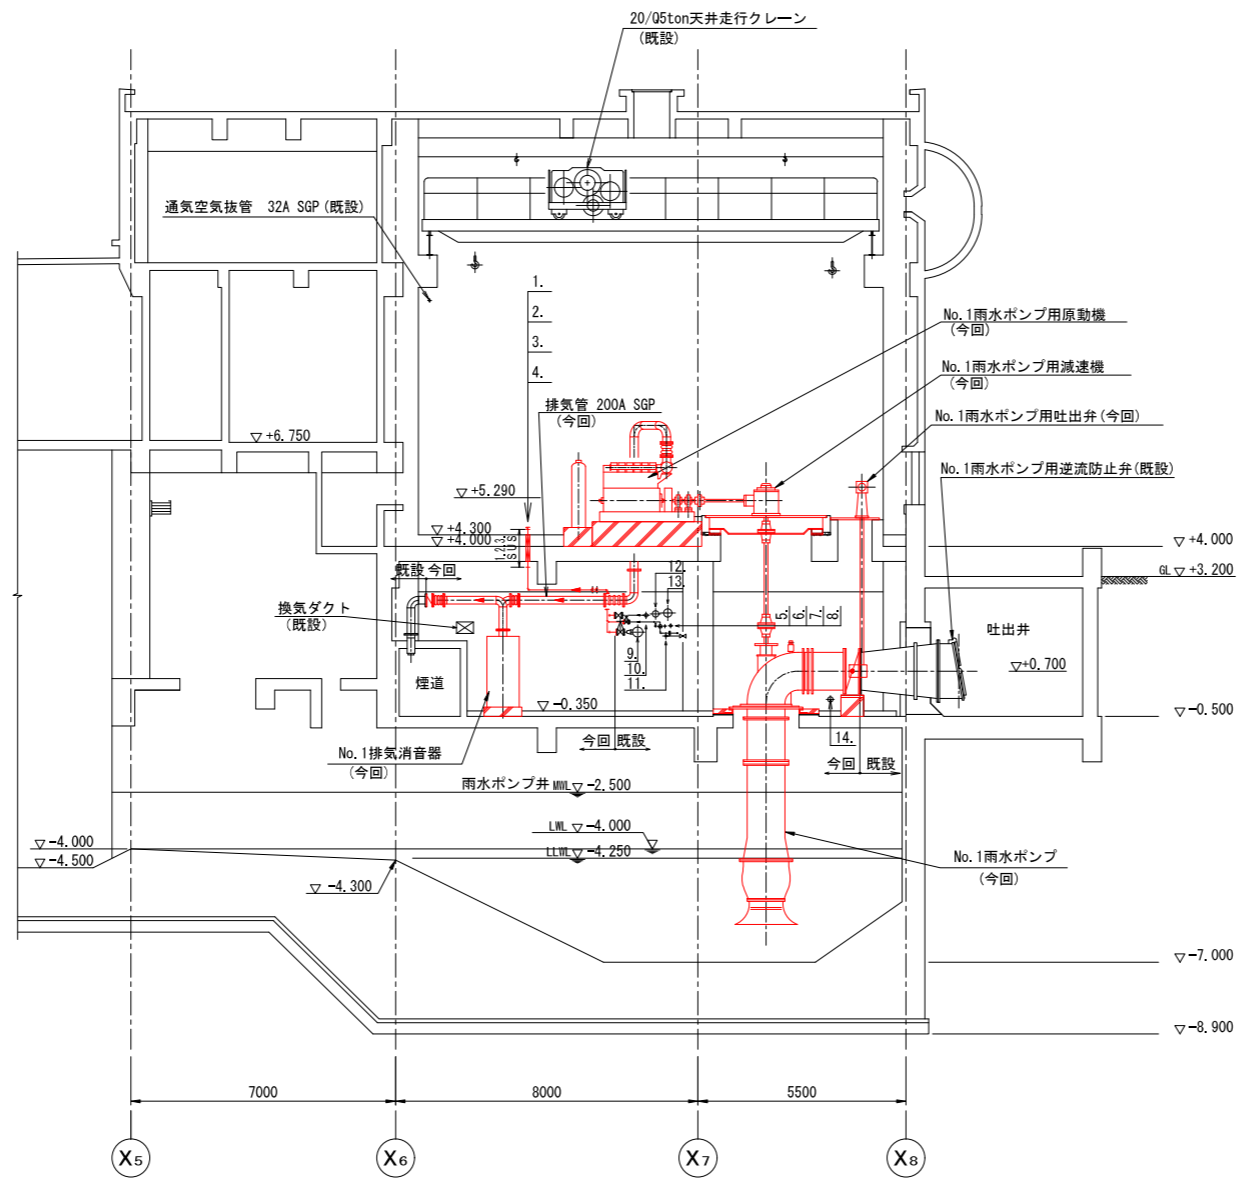 20/05ton天井走行クレーン
(既設)
通気空気抜管 32A SGP(既設)
1.
2.
3.
4.
No.1雨水ポンプ用原動機
(今回)
No.1雨水ポンプ用減速機
(今回)
排気管 200A SGP
(今回)
No.1雨水ポンプ用吐出弁(今回)
No.1雨水ポンプ用逆流防止弁(既設)
▽+6.750
▽+5.290
▽+4.300
▽+4.000
1.2.3.
SUS
▽+4.000
GL▽+3.200
既設 今回
12.
13.
換気ダクト
(既設)
5.
6.
7.
8.
吐出井
9.
10.
11.
▽+0.700
煙道
▽-0.350
▽-0.500
14.
No.1排気消音器
(今回)
今回 既設
今回 既設
雨水ポンプ井 MWL▽-2.500
▽-4.000
LWL ▽-4.000
▽-4.500
LLWL▽-4.250
No.1雨水ポンプ
(今回)
▽-4.300
▽-7.000
▽-8.900
7000
8000
5500
X5
X6
X7
X8